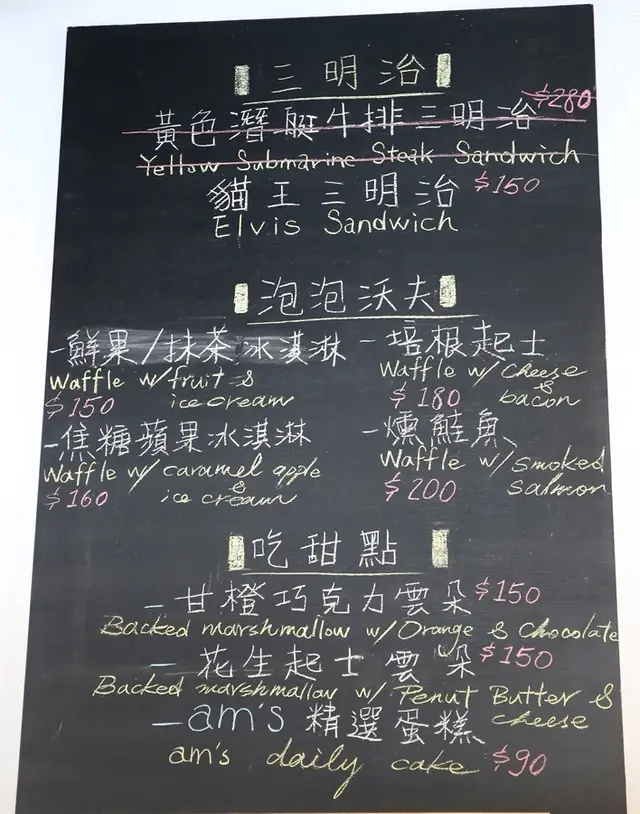 三明治
黃色潛艇牛排三明治 $280
Yellow Submarine Steak Sandwich
貓王三明治 $150
Elvis Sandwich
泡泡沃夫
-鮮果/抹茶冰淇淋
Waffle w/fruit &
$150 ice cream
-培根起士
Waffle w/ cheese
&
$180 bacon
-焦糖蘋果冰淇淋
Waffle w/ caramel apple
&
$160 ice cream
-燻鮭魚
Waffle w/ smoked
$200 salmon
吃甜點
-甘橙巧克力雲朵 $150
Backed marshmallow w/ Orange & Chocolate
-花生起士雲朵 $150
Backed marshmallow w/ Penut Butter &
cheese
-am's 精選蛋糕
am's daily cake $90